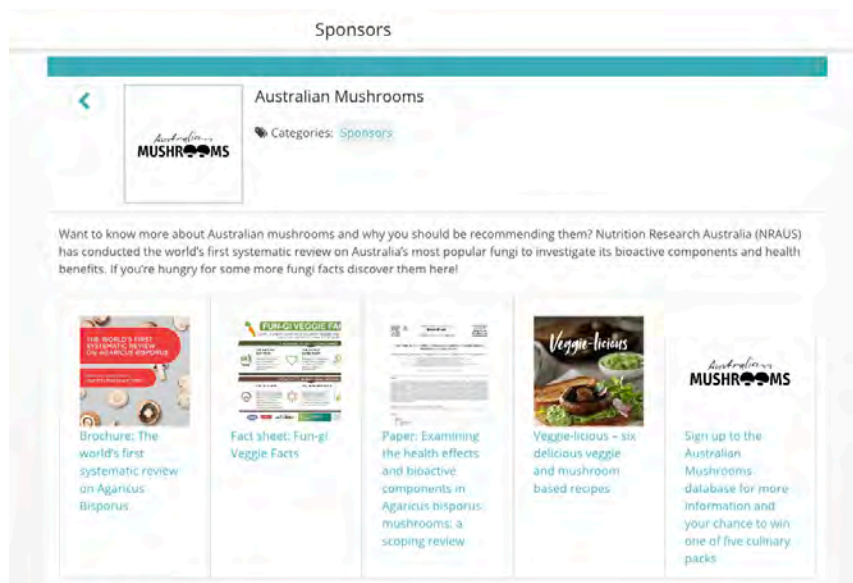 Sponsors
Australian Mushrooms
Australian
MUSHROOMS
Categories: Sponsors
Want to know more about Australian mushrooms and why you should be recommending them? Nutrition Research Australia (NRAUS)
has conducted the world's first systematic review on Australia's most popular fungi to investigate its bioactive components and health
benefits. If you're hungry for some more fungi facts discover them here!
THE WORLD'S FIRST
SYSTEMATIC REVIEW
ON AGARICUS BISPORUS
Brochure: The
world's first
systematic review
on Agaricus
Bisporus
FUN-GI VEGGIE FA
Fact sheet: Fun-gi
Veggie Facts
Paper: Examining
the health effects
and bioactive
components in
Agaricus bisporus
mushrooms: a
scoping review
Veggie-licious
Veggie-licious – six
delicious veggie
and mushroom
based recipes
Australian
MUSHROOMS
Sign up to the
Australian
Mushrooms
database for more
information and
your chance to win
one of five culinary
packs